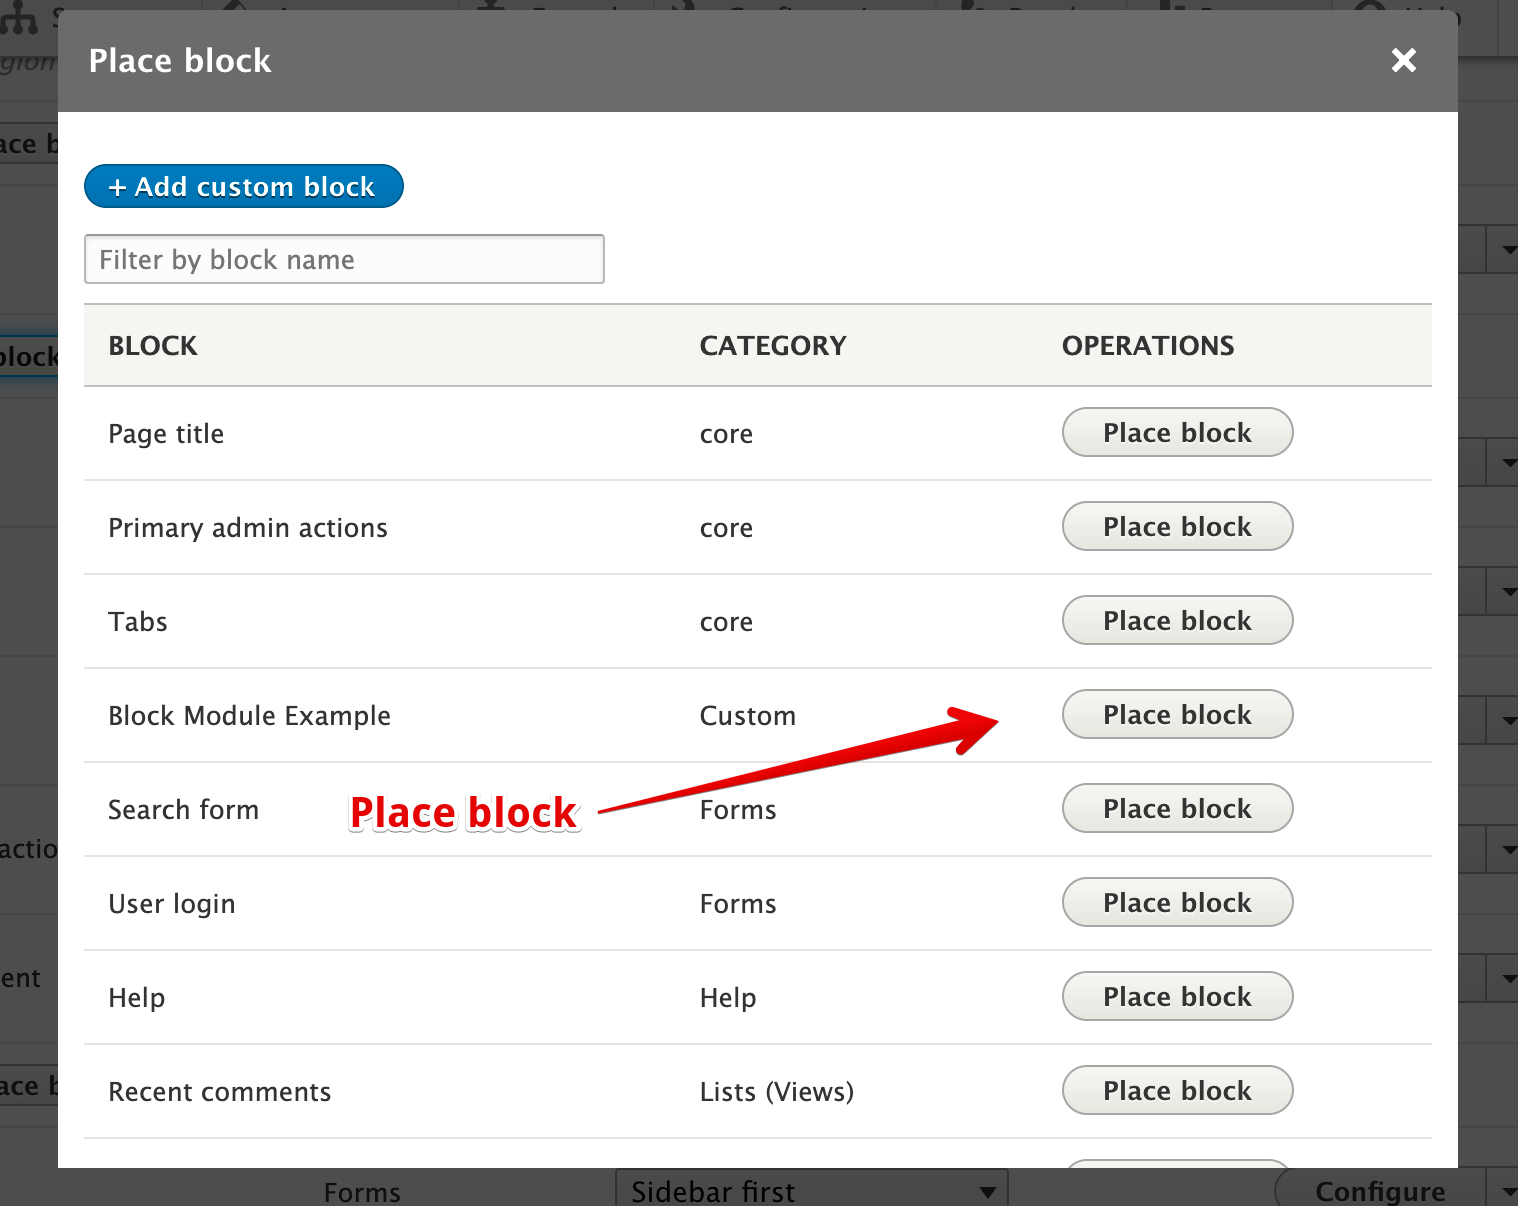 Place block
+ Add custom block
Filter by block name
BLOCK CATEGORY OPERATIONS
Page title core Place block
Primary admin actions core Place block
Tabs core Place block
Block Module Example Custom Place block
Search form Place block Forms Place block
User login Forms Place block
Help Help Place block
Recent comments Lists (Views) Place block
Forms Sidebar first Configure